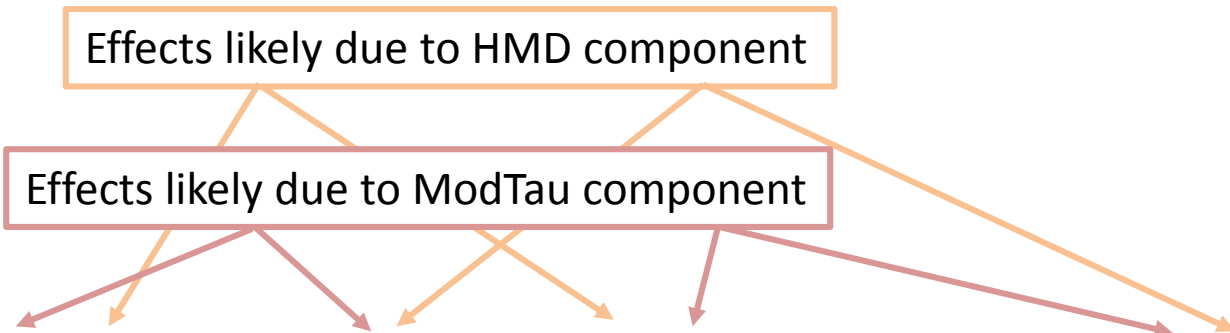 Effects likely due to HMD component
Effects likely due to ModTau component